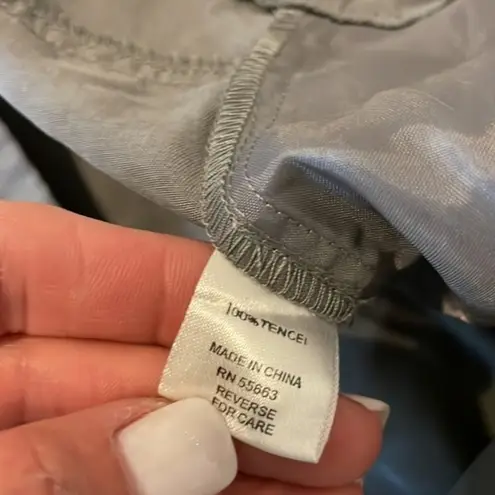 100% TENCEL
MADE IN CHINA
RN 55663
REVERSE
FOR CARE